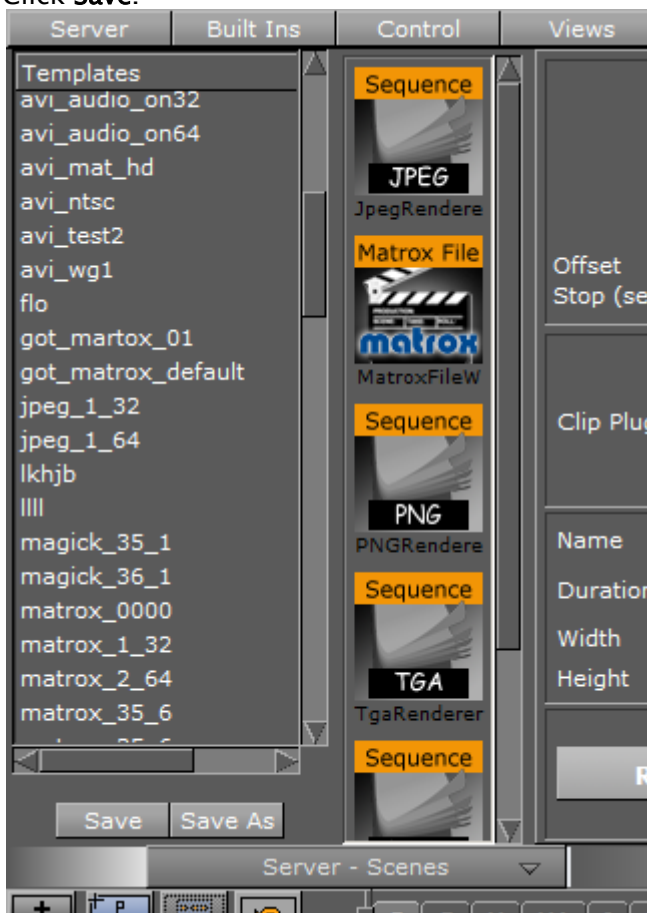 Click Save.
Server
Built Ins
Control
Views
Templates
avi_audio_on32
avi_audio_on64
avi_mat_hd
avi_ntsc
avi_test2
avi_wg1
flo
got_martox_01
got_matrox_default
jpeg_1_32
jpeg_1_64
lkhjb
llll
magick_35_1
magick_36_1
matrox_0000
matrox_1_32
matrox_2_64
matrox_35_6
Save
Save As
Sequence
JPEG
JpegRendere
Matrox File
matrox
MatroxFileW
Sequence
PNG
PNGRendere
Sequence
TGA
TgaRenderer
Sequence
Offset
Stop (se
Clip Plug
Name
Duration
Width
Height
R
Server - Scenes
P